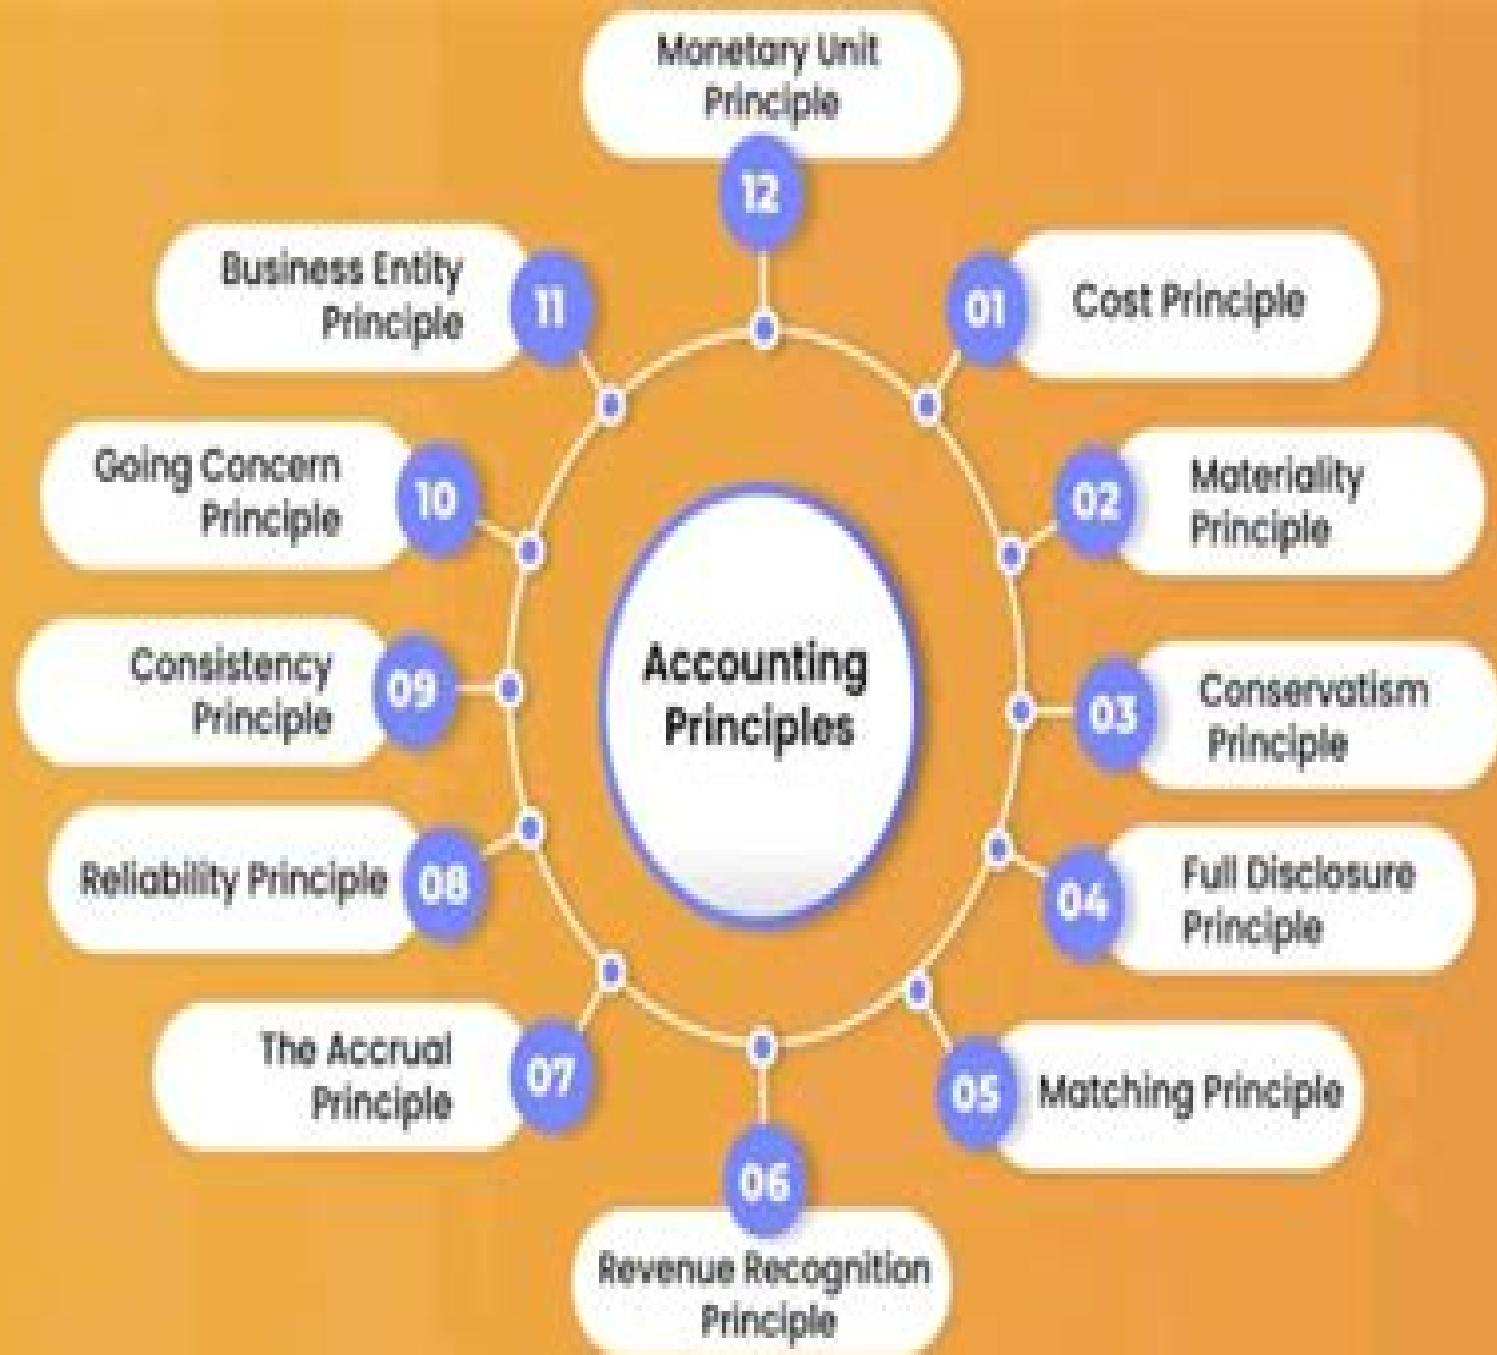 Monetary Unit
Principle
12
Business Entity
Principle
11
01
Cost Principle
Going Concern
Principle
10
02
Materiality
Principle
Accounting
Principles
Consistency
Principle
09
03
Conservatism
Principle
Reliability Principle
08
04
Full Disclosure
Principle
The Accrual
Principle
07
05
Matching Principle
06
Revenue Recognition
Principle